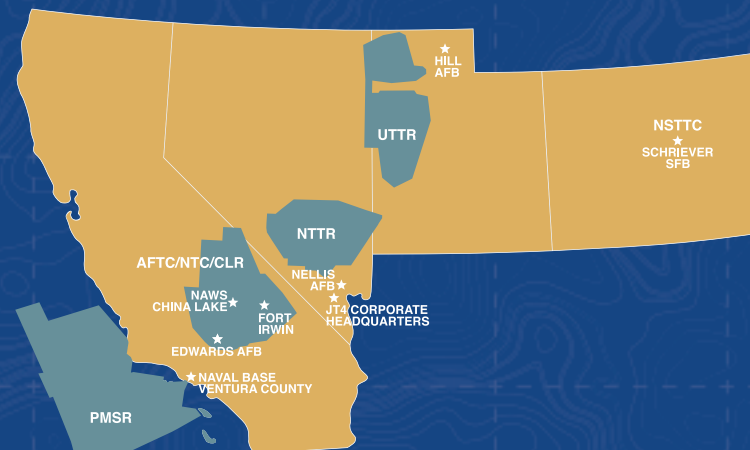 HILL
AFB
UTTR
NSTTC
SCHRIEVER
SFB
NTTR
AFTC/NTC/CLR
NELLIS
AFB
NAWS
CHINA LAKE
FORT
IRWIN
JT4/CORPORATE
HEADQUARTERS
EDWARDS AFB
NAVAL BASE
VENTURA COUNTY
PMSR